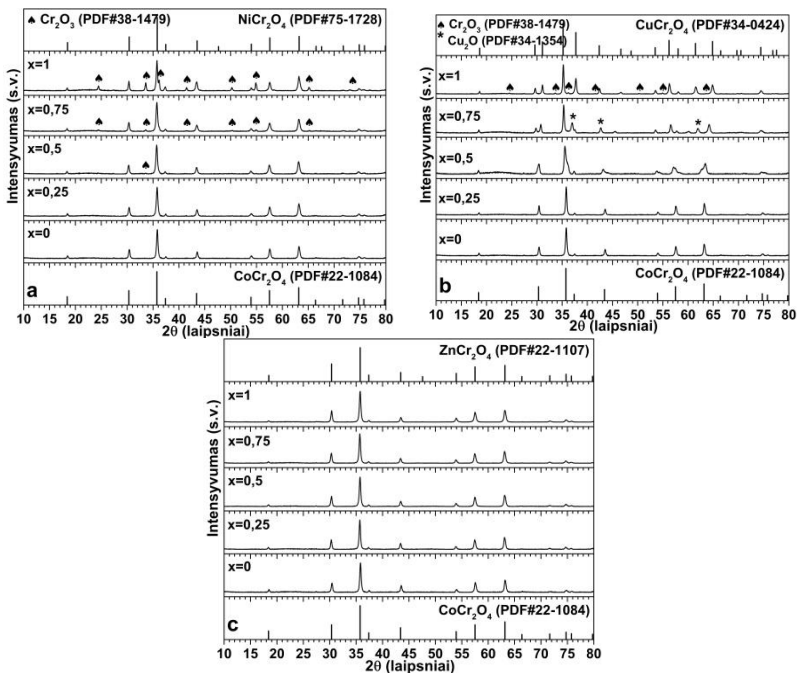 ♠ Cr₂O₃ (PDF#38-1479) NiCr₂O₄ (PDF#75-1728)
x=1
x=0,75
x=0,5
x=0,25
x=0
CoCr₂O₄ (PDF#22-1084)
a
Intensyvumas (s.v.)
10 15 20 25 30 35 40 45 50 55 60 65 70 75 80
2θ (laipsniai)
♠ Cr₂O₃ (PDF#38-1479) CuCr₂O₄ (PDF#34-0424)
* Cu₂O (PDF#34-1354)
x=1
x=0,75
x=0,5
x=0,25
x=0
CoCr₂O₄ (PDF#22-1084)
b
Intensyvumas (s.v.)
10 15 20 25 30 35 40 45 50 55 60 65 70 75 80
2θ (laipsniai)
ZnCr₂O₄ (PDF#22-1107)
x=1
x=0,75
x=0,5
x=0,25
x=0
CoCr₂O₄ (PDF#22-1084)
c
Intensyvumas (s.v.)
10 15 20 25 30 35 40 45 50 55 60 65 70 75 80
2θ (laipsniai)